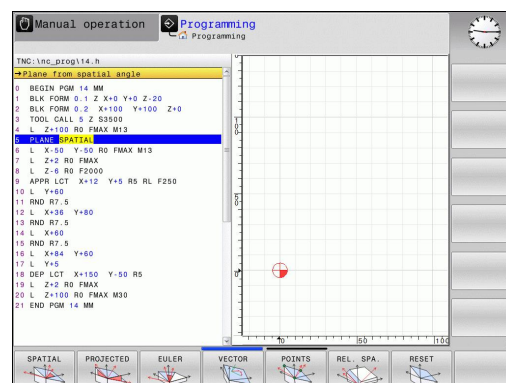 Manual operation
Programming
Programming
TNC:\nc_prog\14.h
→Plane from spatial angle
0 BEGIN PGM 14 MM
1 BLK FORM 0.1 Z X+0 Y+0 Z-20
2 BLK FORM 0.2 X+100 Y+100 Z+0
3 TOOL CALL 5 Z S3500
4 L Z+100 R0 FMAX M13
5 PLANE SPATIAL
6 L X-50 Y-50 R0 FMAX M13
7 L Z+2 R0 FMAX
8 L Z-6 R0 F2000
9 APPR LCT X+12 Y+5 R5 RL F250
10 L Y+60
11 RND R7.5
12 L X+36 Y+80
13 RND R7.5
14 L X+60
15 RND R7.5
16 L X+84 Y+60
17 L Y+5
18 DEP LCT X+150 Y-50 R5
19 L Z+2 R0 FMAX
20 L Z+100 R0 FMAX M30
21 END PGM 14 MM
0 50 100
SPATIAL PROJECTED EULER VECTOR POINTS REL. SPA. RESET